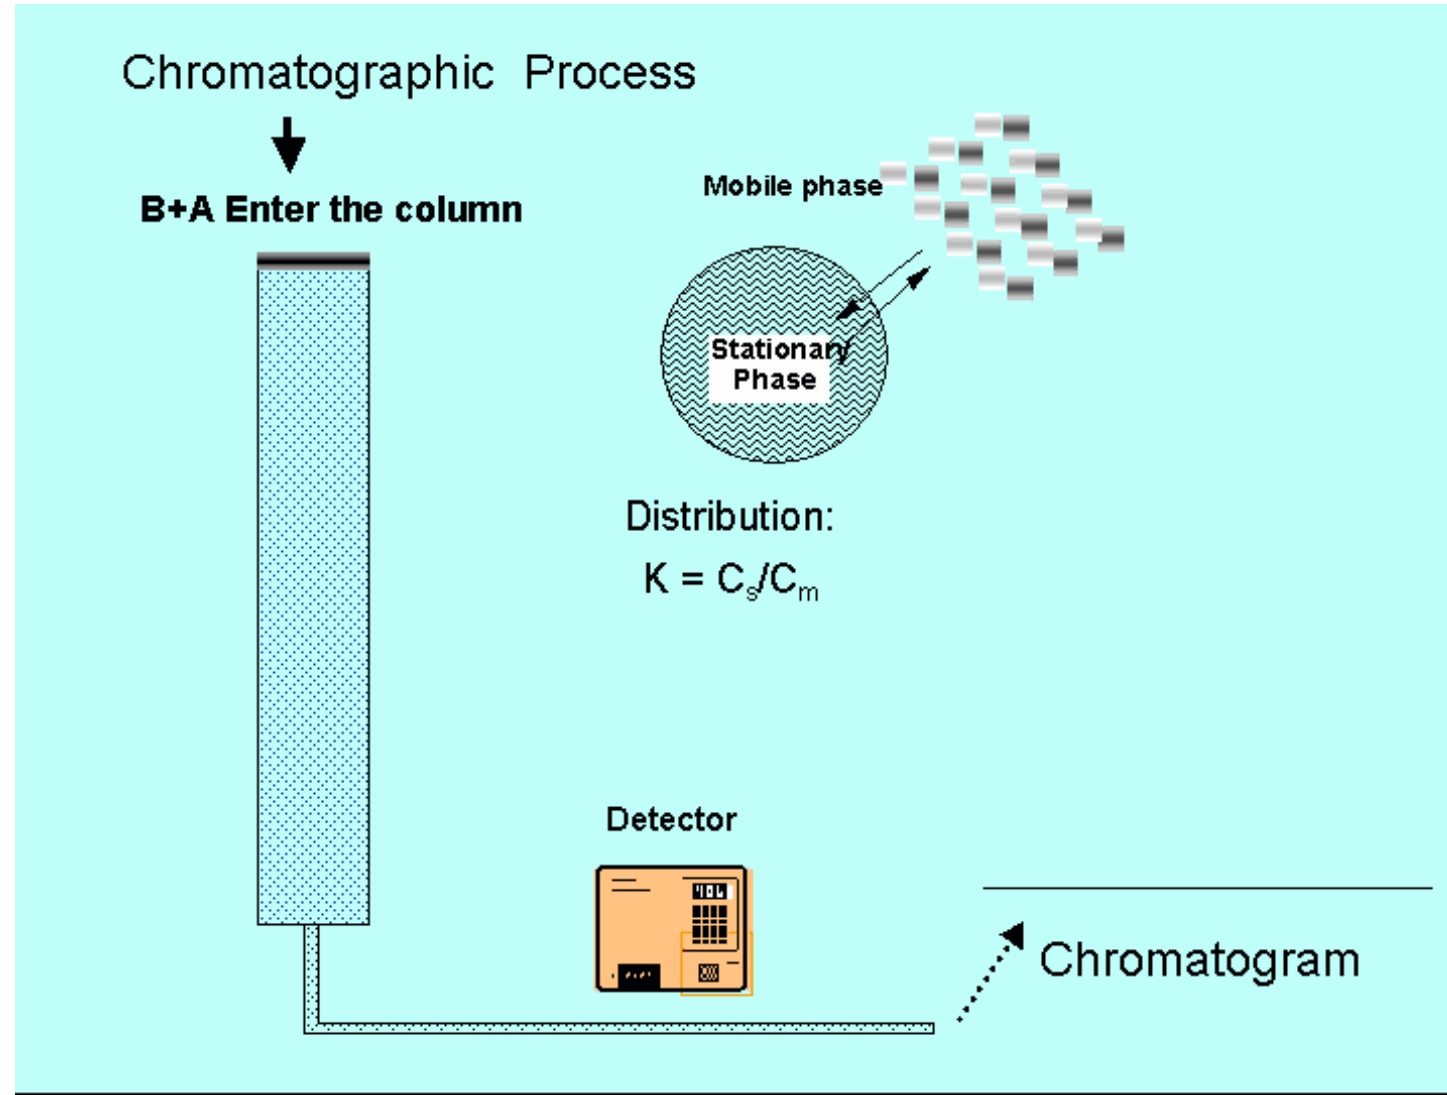 Chromatographic Process
B+A Enter the column
Mobile phase
Stationary
Phase
Distribution:
K = Cₛ/Cₘ
Detector
Chromatogram